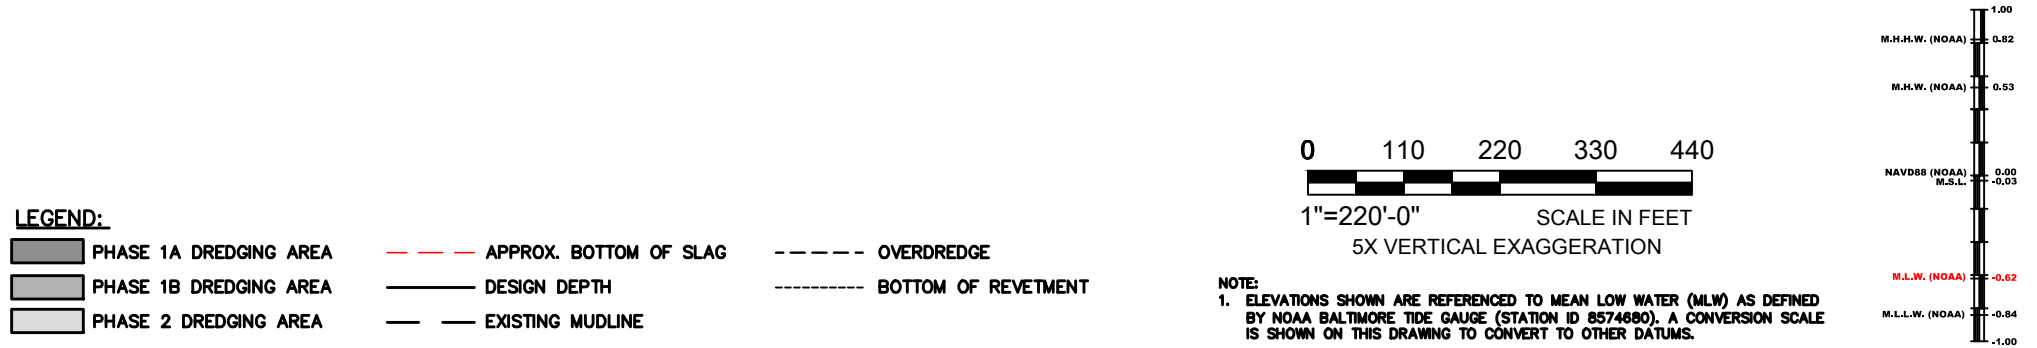 LEGEND:
PHASE 1A DREDGING AREA
PHASE 1B DREDGING AREA
PHASE 2 DREDGING AREA
APPROX. BOTTOM OF SLAG
DESIGN DEPTH
EXISTING MUDLINE
OVERDREDGE
BOTTOM OF REVETMENT
0 110 220 330 440
1"=220'-0" SCALE IN FEET
5X VERTICAL EXAGGERATION
NOTE:
1. ELEVATIONS SHOWN ARE REFERENCED TO MEAN LOW WATER (MLW) AS DEFINED
BY NOAA BALTIMORE TIDE GAUGE (STATION ID 8574680). A CONVERSION SCALE
IS SHOWN ON THIS DRAWING TO CONVERT TO OTHER DATUMS.
1.00
M.H.H.W. (NOAA) 0.82
M.H.W. (NOAA) 0.53
NAVD88 (NOAA) 0.00
M.S.L. -0.03
M.L.W. (NOAA) -0.62
M.L.L.W. (NOAA) -0.84
-1.00